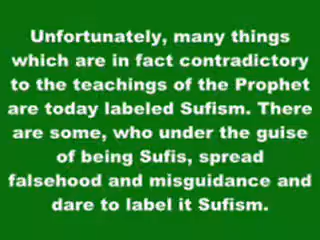 Unfortunately, many things
which are in fact contradictory
to the teachings of the Prophet
are today labeled Sufism. There
are some, who under the guise
of being Sufis, spread
falsehood and misguidance and
dare to label it Sufism.